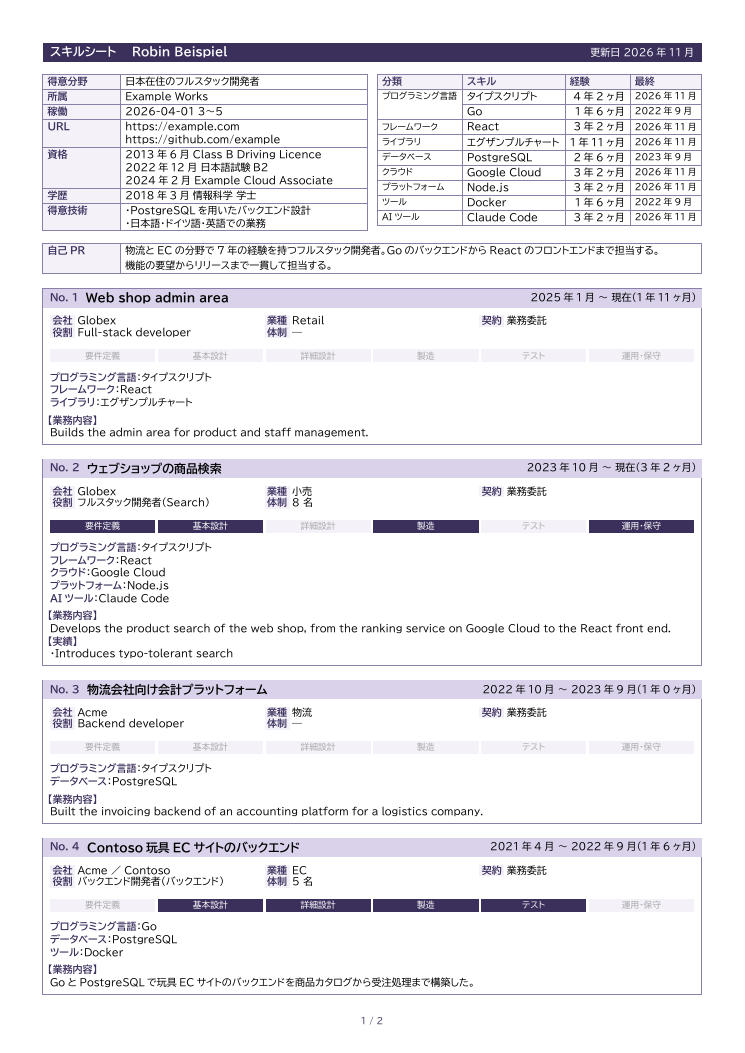 スキルシート Robin Beispiel 更新日 2026 年 11 月
得意分野 日本在住のフルスタック開発者
所属 Example Works
稼働 2026-04-01 3～5
URL https://example.com
https://github.com/example
資格 2013 年 6 月 Class B Driving Licence
2022 年 12 月 日本語試験 B2
2024 年 2 月 Example Cloud Associate
学歴 2018 年 3 月 情報科学 学士
得意技術 ・PostgreSQL を用いたバックエンド設計
・日本語・ドイツ語・英語での業務
分類 スキル 経験 最終
プログラミング言語 タイプスクリプト 4 年 2 ヶ月 2026 年 11 月
Go 1 年 6 ヶ月 2022 年 9 月
フレームワーク React 3 年 2 ヶ月 2026 年 11 月
ライブラリ エグザンプルチャート 1 年 11 ヶ月 2026 年 11 月
データベース PostgreSQL 2 年 6 ヶ月 2023 年 9 月
クラウド Google Cloud 3 年 2 ヶ月 2026 年 11 月
プラットフォーム Node.js 3 年 2 ヶ月 2026 年 11 月
ツール Docker 1 年 6 ヶ月 2022 年 9 月
AI ツール Claude Code 3 年 2 ヶ月 2026 年 11 月
自己 PR 物流と EC の分野で 7 年の経験を持つフルスタック開発者。Go のバックエンドから React のフロントエンドまで担当する。
機能の要望からリリースまで一貫して担当する。
No. 1 Web shop admin area 2025 年 1 月 ～ 現在(1 年 11 ヶ月)
会社 Globex 業種 Retail 契約 業務委託
役割 Full-stack developer 体制 —
要件定義 基本設計 詳細設計 製造 テスト 運用・保守
プログラミング言語：タイプスクリプト
フレームワーク：React
ライブラリ：エグザンプルチャート
【業務内容】
Builds the admin area for product and staff management.
No. 2 ウェブショップの商品検索 2023 年 10 月 ～ 現在(3 年 2 ヶ月)
会社 Globex 業種 小売 契約 業務委託
役割 フルスタック開発者(Search) 体制 8 名
要件定義 基本設計 詳細設計 製造 テスト 運用・保守
プログラミング言語：タイプスクリプト
フレームワーク：React
クラウド：Google Cloud
プラットフォーム：Node.js
AI ツール：Claude Code
【業務内容】
Develops the product search of the web shop, from the ranking service on Google Cloud to the React front end.
【実績】
・Introduces typo-tolerant search
No. 3 物流会社向け会計プラットフォーム 2022 年 10 月 ～ 2023 年 9 月(1 年 0 ヶ月)
会社 Acme 業種 物流 契約 業務委託
役割 Backend developer 体制 —
要件定義 基本設計 詳細設計 製造 テスト 運用・保守
プログラミング言語：タイプスクリプト
データベース：PostgreSQL
【業務内容】
Built the invoicing backend of an accounting platform for a logistics company.
No. 4 Contoso 玩具 EC サイトのバックエンド 2021 年 4 月 ～ 2022 年 9 月(1 年 6 ヶ月)
会社 Acme ／ Contoso 業種 EC 契約 業務委託
役割 バックエンド開発者(バックエンド) 体制 5 名
要件定義 基本設計 詳細設計 製造 テスト 運用・保守
プログラミング言語：Go
データベース：PostgreSQL
ツール：Docker
【業務内容】
Go と PostgreSQL で玩具 EC サイトのバックエンドを商品カタログから受注処理まで構築した。
1 / 2